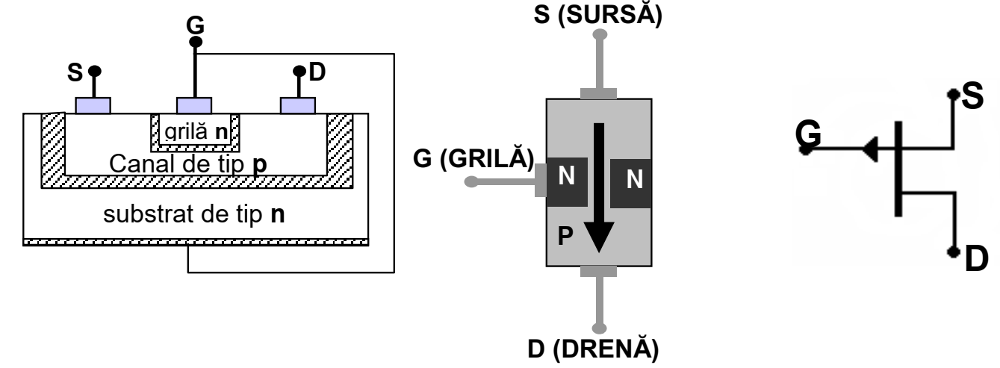 G
S
D
grilă n
Canal de tip p
substrat de tip n
S (SURSĂ)
G (GRILĂ)
N
N
P
D (DRENĂ)
S
G
D